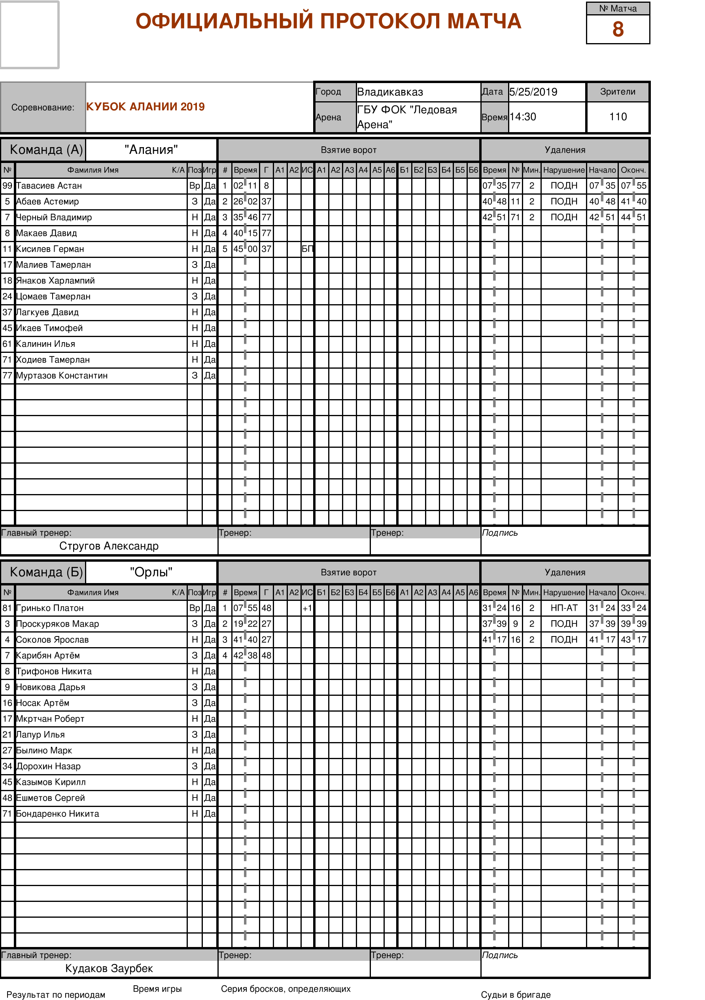 ОФИЦИАЛЬНЫЙ ПРОТОКОЛ МАТЧА
№ Матча
8
Соревнование: КУБОК АЛАНИИ 2019
Город Владикавказ Дата 5/25/2019 Зрители
Арена ГБУ ФОК "Ледовая Арена" Время 14:30 110
Команда (А) "Алания" Взятие ворот Удаления
№ Фамилия Имя К/А Поз Игр # Время Г А1 А2 ИС А1 А2 А3 А4 А5 А6 Б1 Б2 Б3 Б4 Б5 Б6 Время № Мин. Нарушение Начало Оконч.
99 Тавасиев Астан Вр Да 1 02 11 8 07 35 77 2 ПОДН 07 35 07 55
5 Абаев Астемир З Да 2 26 02 37 40 48 11 2 ПОДН 40 48 41 40
7 Черный Владимир Н Да 3 35 46 77 42 51 71 2 ПОДН 42 51 44 51
8 Макаев Давид Н Да 4 40 15 77
11 Кисилев Герман Н Да 5 45 00 37 БП
17 Малиев Тамерлан З Да
18 Янаков Харлампий Н Да
24 Цомаев Тамерлан З Да
37 Лагкуев Давид Н Да
45 Икаев Тимофей Н Да
61 Калинин Илья Н Да
71 Ходиев Тамерлан Н Да
77 Муртазов Константин З Да
Главный тренер: Тренер: Тренер: Подпись
Стругов Александр
Команда (Б) "Орлы" Взятие ворот Удаления
№ Фамилия Имя К/А Поз Игр # Время Г А1 А2 ИС Б1 Б2 Б3 Б4 Б5 Б6 А1 А2 А3 А4 А5 А6 Время № Мин. Нарушение Начало Оконч.
81 Гринько Платон Вр Да 1 07 55 48 +1 31 24 16 2 НП-АТ 31 24 33 24
3 Проскуряков Макар З Да 2 19 22 27 37 39 9 2 ПОДН 37 39 39 39
4 Соколов Ярослав Н Да 3 41 40 27 41 17 16 2 ПОДН 41 17 43 17
7 Карибян Артём З Да 4 42 38 48
8 Трифонов Никита Н Да
9 Новикова Дарья З Да
16 Носак Артём З Да
17 Мкртчан Роберт Н Да
21 Лапур Илья З Да
27 Былино Марк Н Да
34 Дорохин Назар З Да
45 Казымов Кирилл Н Да
48 Ешметов Сергей Н Да
71 Бондаренко Никита Н Да
Главный тренер: Тренер: Тренер: Подпись
Кудаков Заурбек
Время игры Серия бросков, определяющих
Результат по периодам Судьи в бригаде